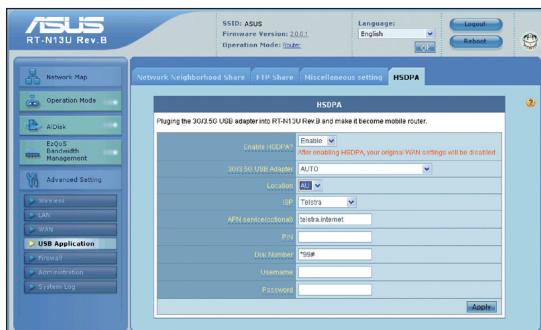 ASUS
RT-N13U Rev.B
SSID: ASUS
Firmware Version: 2.0.0.1
Operation Mode: Router
Language:
English
OK
Logout
Reboot
Network Map
Operation Mode
AiDisk
EzQoS
Bandwidth
Management
Advanced Setting
Wireless
LAN
WAN
USB Application
Firewall
Administration
System Log
Network Neighborhood Share
FTP Share
Miscellaneous setting
HSDPA
HSDPA
Pluging the 3G/3.5G USB adapter into RT-N13U Rev.B and make it become mobile router.
Enable HSDPA? Enable
After enabling HSDPA, your original WAN settings will be disabled
3G/3.5G USB Adapter AUTO
Location AU
ISP Telstra
APN service(optional) telstra.internet
PIN
Dial Number *99#
Username
Password
Apply
?